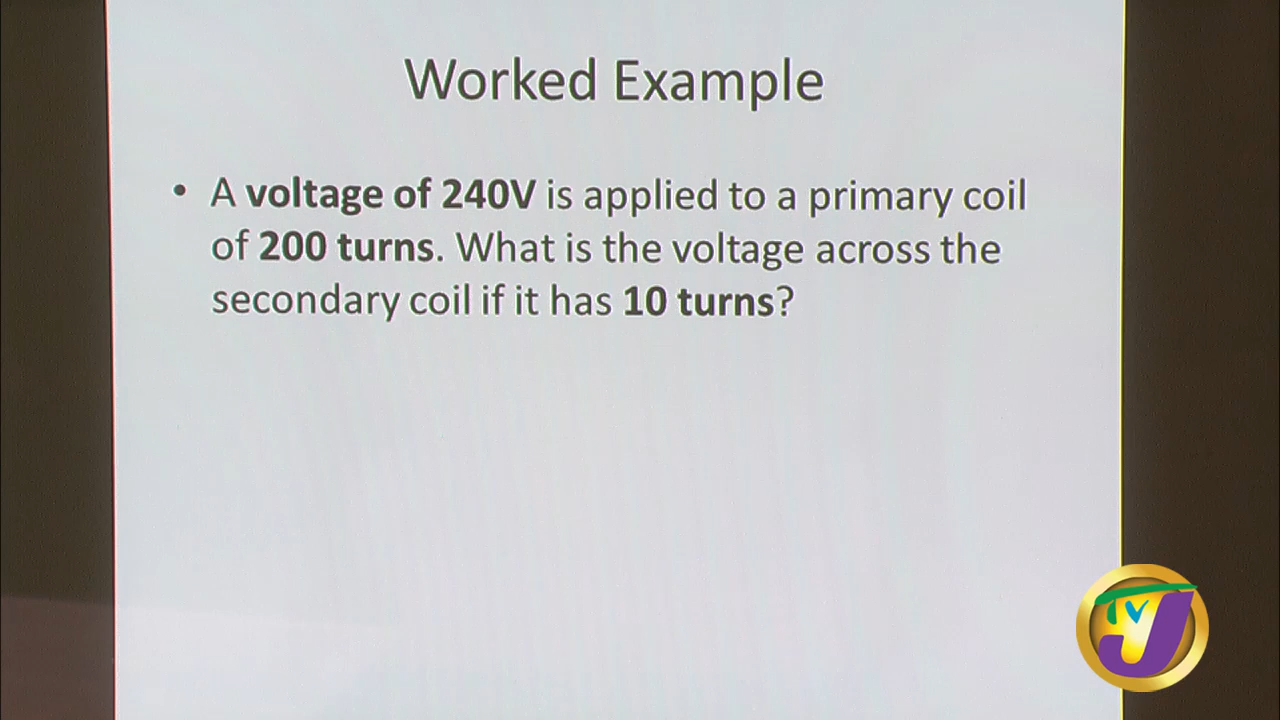 Worked Example
• A voltage of 240V is applied to a primary coil
of 200 turns. What is the voltage across the
secondary coil if it has 10 turns?
TVJ